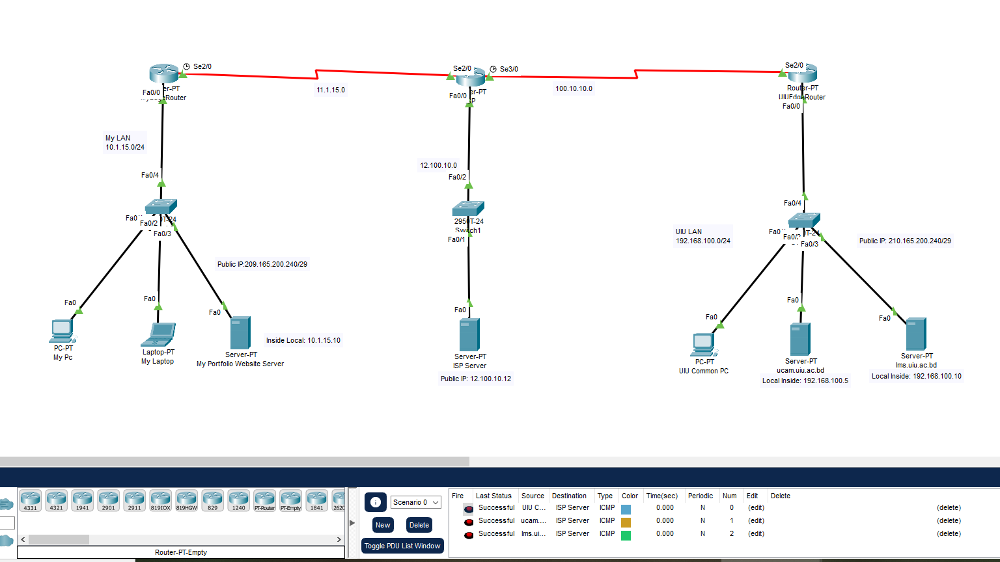 Se2/0
Se2/0
Se3/0
Se2/0
11.1.15.0
100.10.10.0
er-PT
Router
Fa0/0
er-PT
Fa0/0
Router-PT
UIUEdgeRouter
Fa0/0
My LAN
10.1.15.0/24
12.100.10.0
Fa0/4
Fa0/2
Fa0/4
Fa0
Fa0/2
T-24
Fa0/3
2950T-24
Switch1
Fa0/1
UIU LAN
192.168.100.0/24
Fa0
Fa0/2
T-24
Fa0/3
Public IP: 210.165.200.240/29
Public IP:209.165.200.240/29
Fa0
Fa0
Fa0
Fa0
Fa0
Fa0
Fa0
PC-PT
My Pc
Laptop-PT
My Laptop
Server-PT
My Portfolio Website Server
Inside Local: 10.1.15.10
Server-PT
ISP Server
Public IP: 12.100.10.12
PC-PT
UIU Common PC
Server-PT
ucam.uiu.ac.bd
Local Inside: 192.168.100.5
Server-PT
lms.uiu.ac.bd
Local Inside: 192.168.100.10
4331 4321 1941 2901 2911 819IOX 819HGW 829 1240 PT-Router PT-Empty 1841 2620
Router-PT-Empty
Scenario 0
New Delete
Toggle PDU List Window
Fire Last Status Source Destination Type Color Time(sec) Periodic Num Edit Delete
Successful UIU C... ISP Server ICMP 0.000 N 0 (edit) (delete)
Successful ucam.... ISP Server ICMP 0.000 N 1 (edit) (delete)
Successful lms.ui... ISP Server ICMP 0.000 N 2 (edit) (delete)